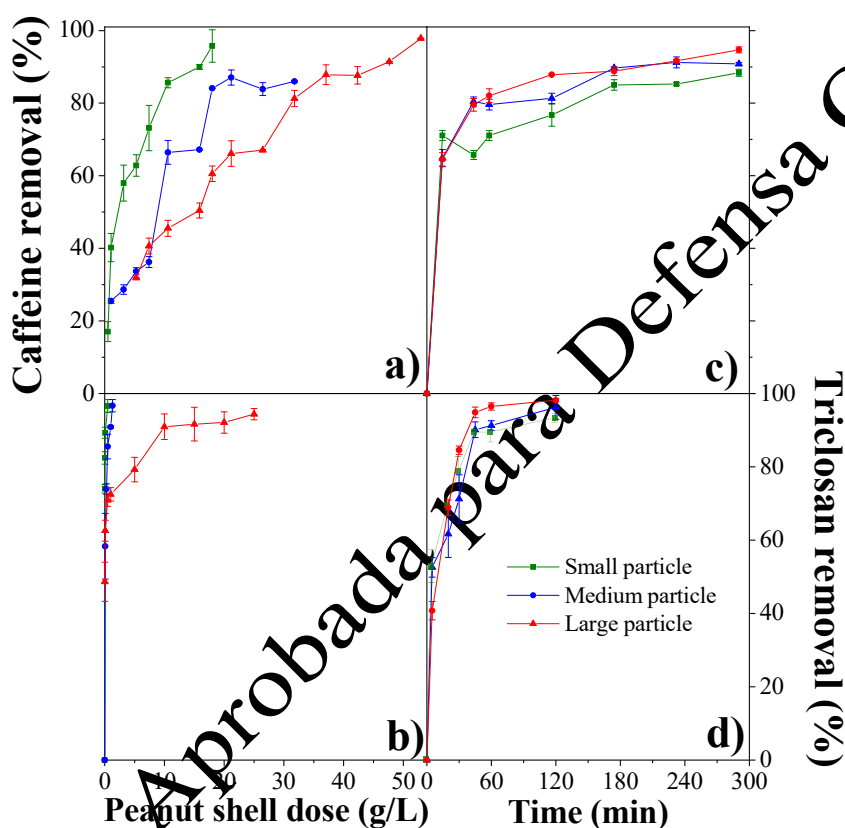 Caffeine removal (%)
100
80
60
40
20
0
a)
c)
b)
d)
Small particle
Medium particle
Large particle
100
80
60
40
20
0
Triclosan removal (%)
0 10 20 30 40 50
0 60 120 180 240 300
Peanut shell dose (g/L)
Time (min)
Aprobada para Defensa